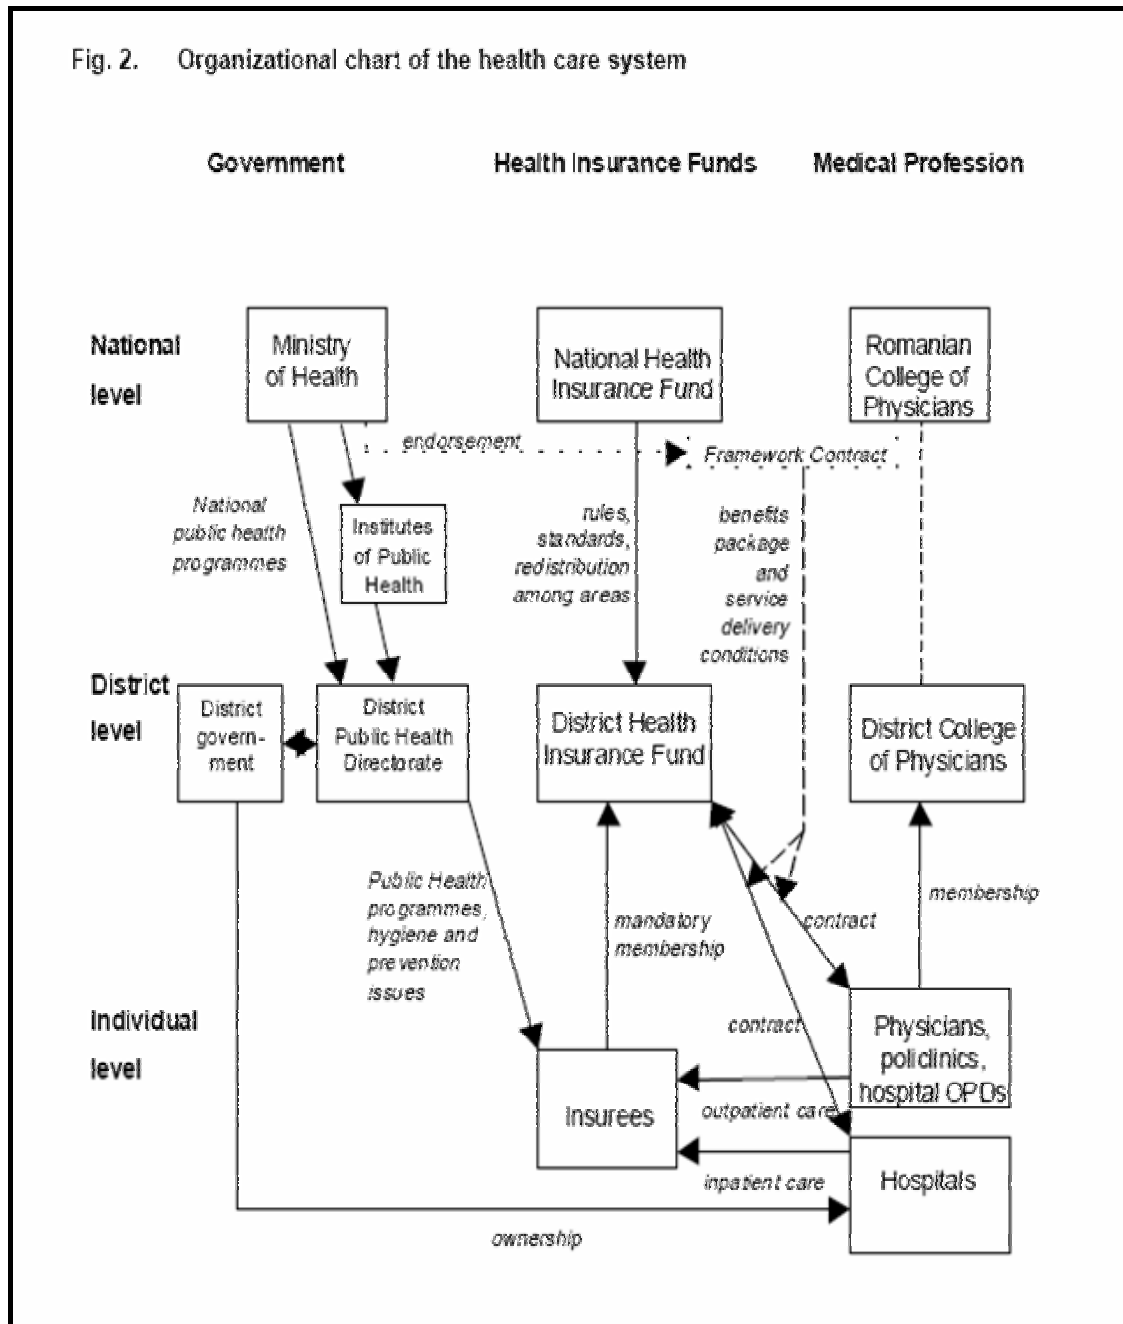 Fig. 2. Organizational chart of the health care system
Government
Health Insurance Funds
Medical Profession
National
level
Ministry
of Health
National Health
Insurance Fund
Romanian
College of
Physicians
endorsement
Framework Contract
National
public health
programmes
Institutes
of Public
Health
rules,
standards,
redistribution
among areas
benefits
package
and
service
delivery
conditions
District
level
District
govern-
ment
District
Public Health
Directorate
District Health
Insurance Fund
District College
of Physicians
Public Health
programmes,
hygiene and
prevention
issues
mandatory
membership
contract
membership
Individual
level
contract
Physicians,
policlinics,
hospital OPDs
Insurees
outpatient care
inpatient care
Hospitals
ownership